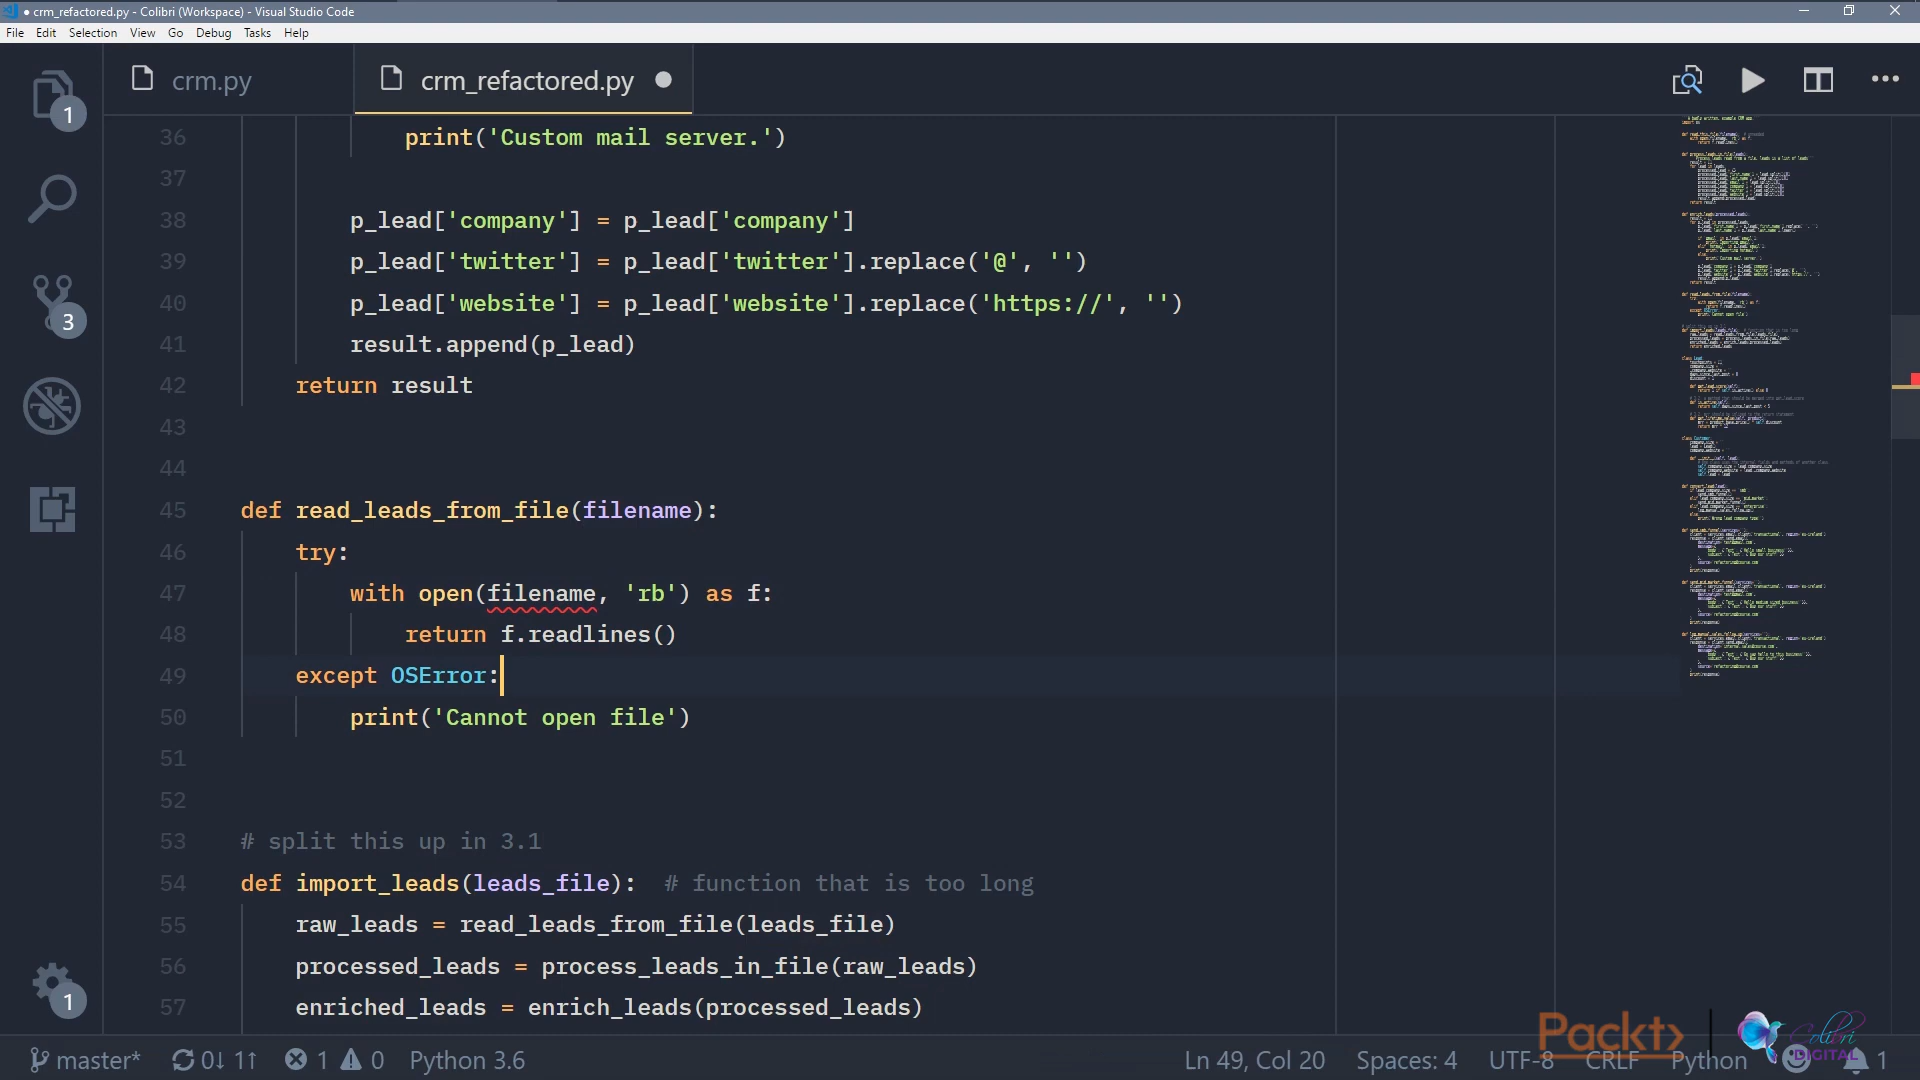 crm_refactored.py - Colibri (Workspace) - Visual Studio Code
File Edit Selection View Go Debug Tasks Help
1
crm.py
crm_refactored.py
36 print('Custom mail server.')
37
38 p_lead['company'] = p_lead['company']
39 p_lead['twitter'] = p_lead['twitter'].replace('@', '')
40 p_lead['website'] = p_lead['website'].replace('https://', '')
3
41 result.append(p_lead)
42 return result
43
44
45 def read_leads_from_file(filename):
46 try:
47 with open(filename, 'rb') as f:
48 return f.readlines()
49 except OSError:
50 print('Cannot open file')
51
52
53 # split this up in 3.1
54 def import_leads(leads_file): # function that is too long
55 raw_leads = read_leads_from_file(leads_file)
56 processed_leads = process_leads_in_file(raw_leads)
1
57 enriched_leads = enrich_leads(processed_leads)
Packt>
Colibri
DIGITAL
master* 0↓ 1↑ 1 0 Python 3.6 Ln 49, Col 20 Spaces: 4 UTF-8 CRLF Python 1